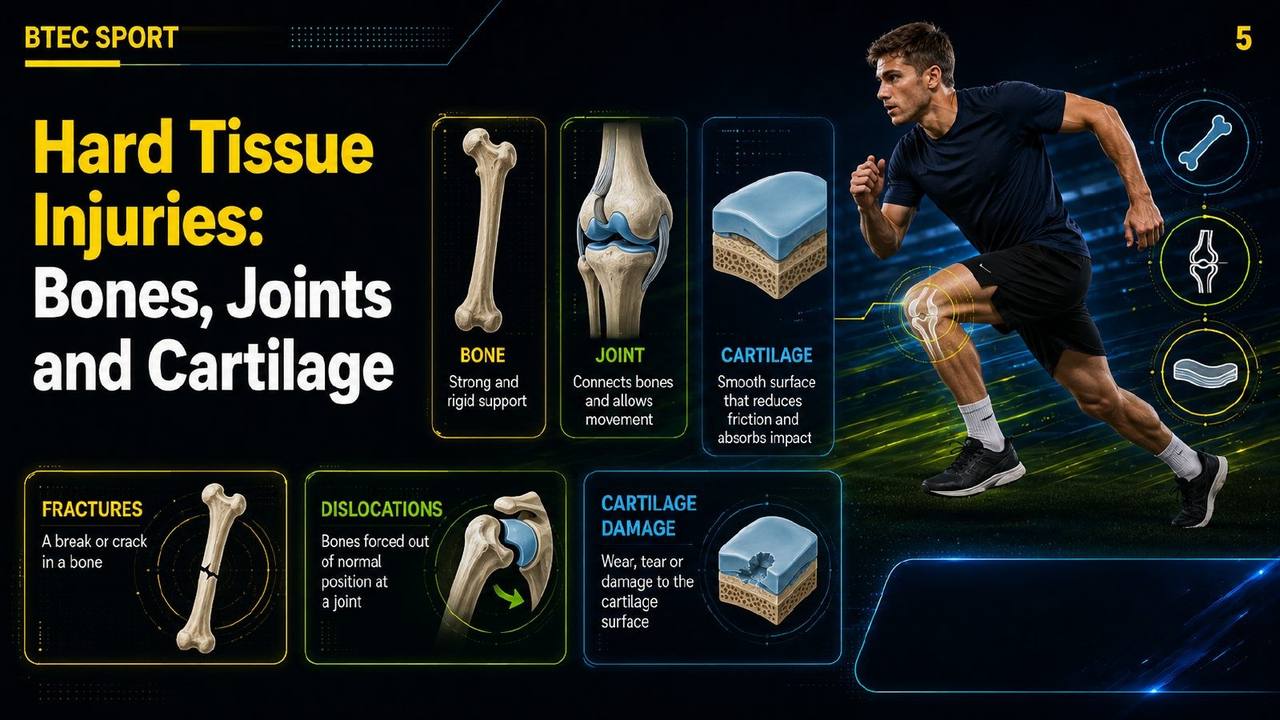 BTEC SPORT
5
Hard Tissue
Injuries:
Bones, Joints
and Cartilage
BONE
Strong and
rigid support
JOINT
Connects bones
and allows
movement
CARTILAGE
Smooth surface
that reduces
friction and
absorbs impact
FRACTURES
A break or crack
in a bone
DISLOCATIONS
Bones forced out
of normal
position at
a joint
CARTILAGE
DAMAGE
Wear, tear or
damage to the
cartilage
surface